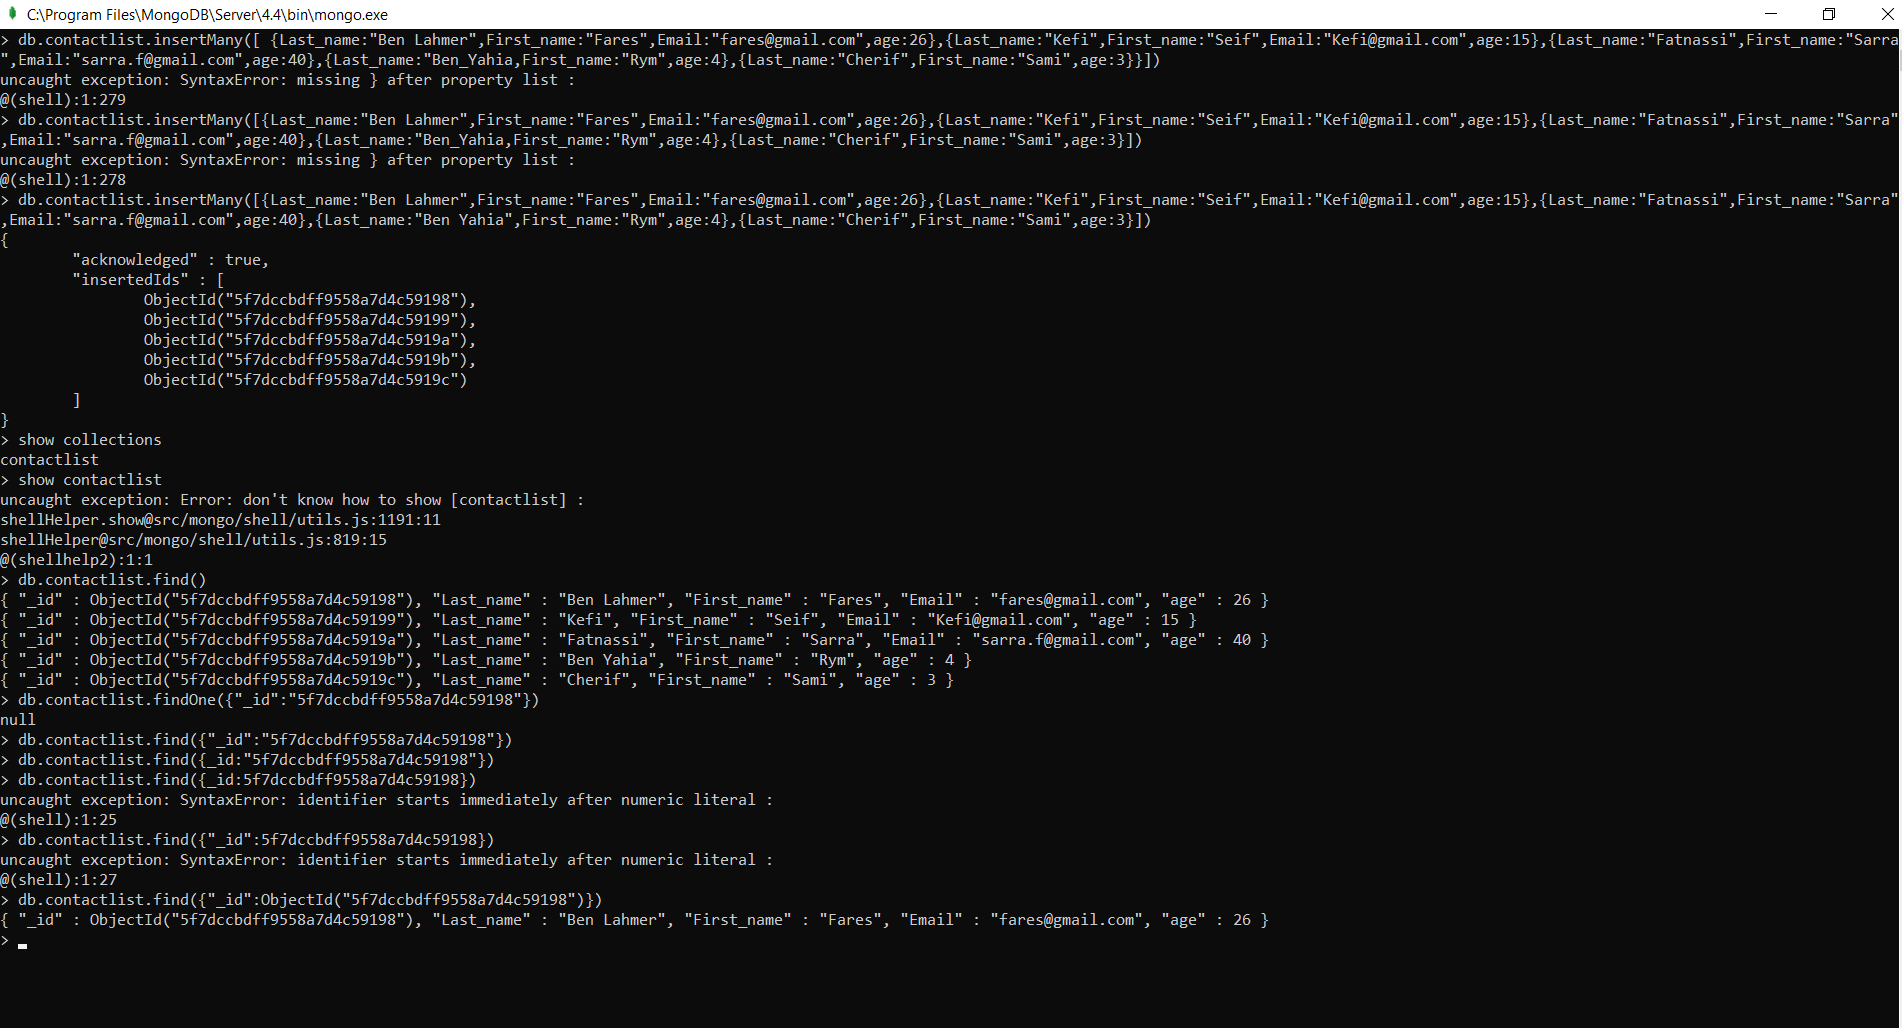 C:\Program Files\MongoDB\Server\4.4\bin\mongo.exe
> db.contactlist.insertMany([ {Last_name:"Ben Lahmer",First_name:"Fares",Email:"fares@gmail.com",age:26},{Last_name:"Kefi",First_name:"Seif",Email:"Kefi@gmail.com",age:15},{Last_name:"Fatnassi",First_name:"Sarra
",Email:"sarra.f@gmail.com",age:40},{Last_name:"Ben_Yahia,First_name:"Rym",age:4},{Last_name:"Cherif",First_name:"Sami",age:3}}])
uncaught exception: SyntaxError: missing } after property list :
@(shell):1:279
> db.contactlist.insertMany([{Last_name:"Ben Lahmer",First_name:"Fares",Email:"fares@gmail.com",age:26},{Last_name:"Kefi",First_name:"Seif",Email:"Kefi@gmail.com",age:15},{Last_name:"Fatnassi",First_name:"Sarra"
,Email:"sarra.f@gmail.com",age:40},{Last_name:"Ben_Yahia,First_name:"Rym",age:4},{Last_name:"Cherif",First_name:"Sami",age:3}])
uncaught exception: SyntaxError: missing } after property list :
@(shell):1:278
> db.contactlist.insertMany([{Last_name:"Ben Lahmer",First_name:"Fares",Email:"fares@gmail.com",age:26},{Last_name:"Kefi",First_name:"Seif",Email:"Kefi@gmail.com",age:15},{Last_name:"Fatnassi",First_name:"Sarra"
,Email:"sarra.f@gmail.com",age:40},{Last_name:"Ben Yahia",First_name:"Rym",age:4},{Last_name:"Cherif",First_name:"Sami",age:3}])
{
        "acknowledged" : true,
        "insertedIds" : [
                ObjectId("5f7dccbdff9558a7d4c59198"),
                ObjectId("5f7dccbdff9558a7d4c59199"),
                ObjectId("5f7dccbdff9558a7d4c5919a"),
                ObjectId("5f7dccbdff9558a7d4c5919b"),
                ObjectId("5f7dccbdff9558a7d4c5919c")
        ]
}
> show collections
contactlist
> show contactlist
uncaught exception: Error: don't know how to show [contactlist] :
shellHelper.show@src/mongo/shell/utils.js:1191:11
shellHelper@src/mongo/shell/utils.js:819:15
@(shellhelp2):1:1
> db.contactlist.find()
{ "_id" : ObjectId("5f7dccbdff9558a7d4c59198"), "Last_name" : "Ben Lahmer", "First_name" : "Fares", "Email" : "fares@gmail.com", "age" : 26 }
{ "_id" : ObjectId("5f7dccbdff9558a7d4c59199"), "Last_name" : "Kefi", "First_name" : "Seif", "Email" : "Kefi@gmail.com", "age" : 15 }
{ "_id" : ObjectId("5f7dccbdff9558a7d4c5919a"), "Last_name" : "Fatnassi", "First_name" : "Sarra", "Email" : "sarra.f@gmail.com", "age" : 40 }
{ "_id" : ObjectId("5f7dccbdff9558a7d4c5919b"), "Last_name" : "Ben Yahia", "First_name" : "Rym", "age" : 4 }
{ "_id" : ObjectId("5f7dccbdff9558a7d4c5919c"), "Last_name" : "Cherif", "First_name" : "Sami", "age" : 3 }
> db.contactlist.findOne({"_id":"5f7dccbdff9558a7d4c59198"})
null
> db.contactlist.find({"_id":"5f7dccbdff9558a7d4c59198"})
> db.contactlist.find({_id:"5f7dccbdff9558a7d4c59198"})
> db.contactlist.find({_id:5f7dccbdff9558a7d4c59198})
uncaught exception: SyntaxError: identifier starts immediately after numeric literal :
@(shell):1:25
> db.contactlist.find({"_id":5f7dccbdff9558a7d4c59198})
uncaught exception: SyntaxError: identifier starts immediately after numeric literal :
@(shell):1:27
> db.contactlist.find({"_id":ObjectId("5f7dccbdff9558a7d4c59198")})
{ "_id" : ObjectId("5f7dccbdff9558a7d4c59198"), "Last_name" : "Ben Lahmer", "First_name" : "Fares", "Email" : "fares@gmail.com", "age" : 26 }
>